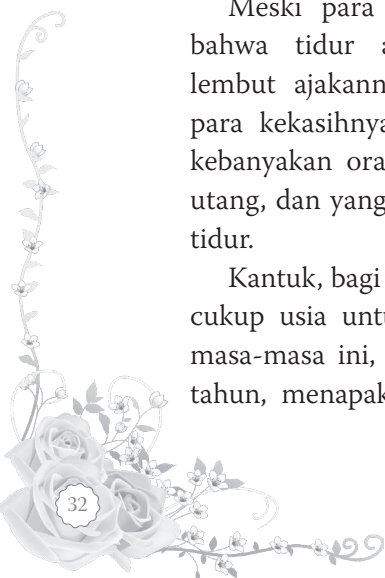 Meski para
bahwa tidur
lembut
para kekasihnya
kebanyakan
utang, dan yang
tidur.
Kantuk, bagi
cukup usia
masa-masa ini,
tahun,
32